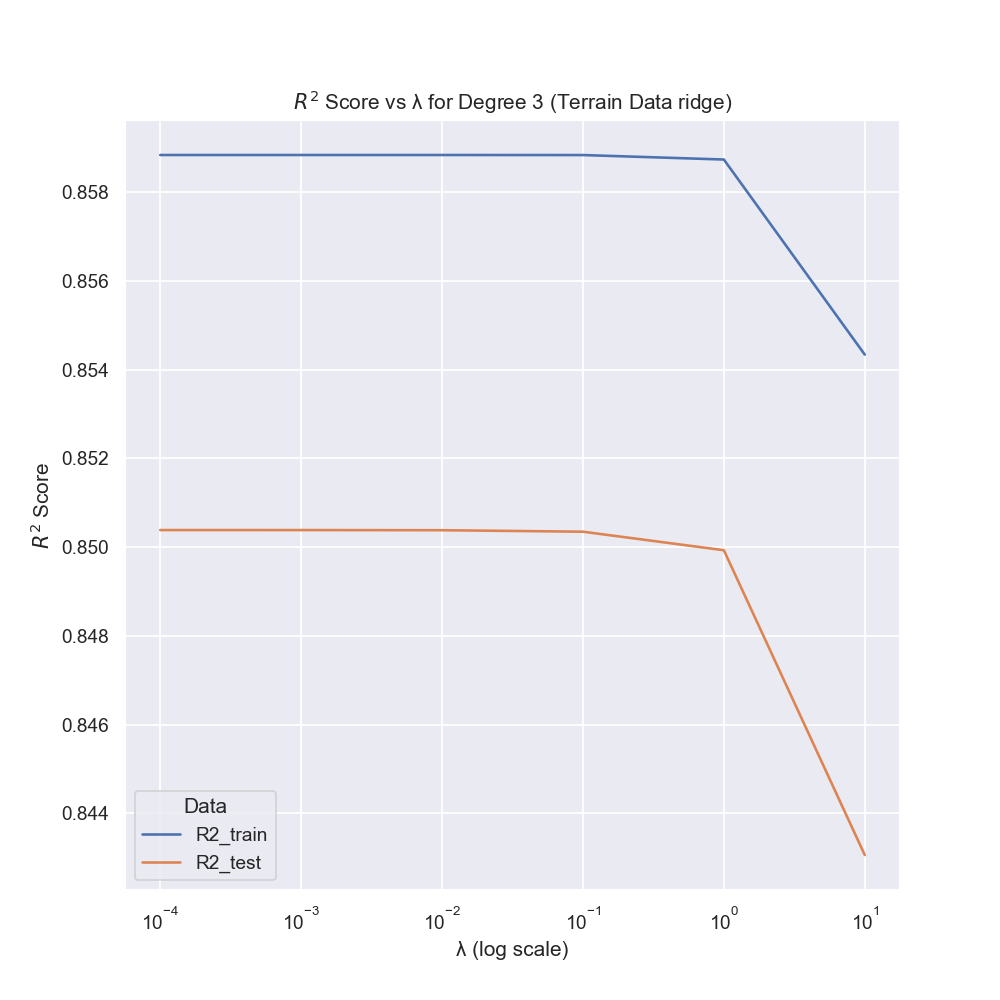 R² Score vs λ for Degree 3 (Terrain Data ridge)
0.858
0.856
0.854
0.852
0.850
0.848
0.846
0.844
R² Score
Data
R2_train
R2_test
10⁻⁴ 10⁻³ 10⁻² 10⁻¹ 10⁰ 10¹
λ (log scale)